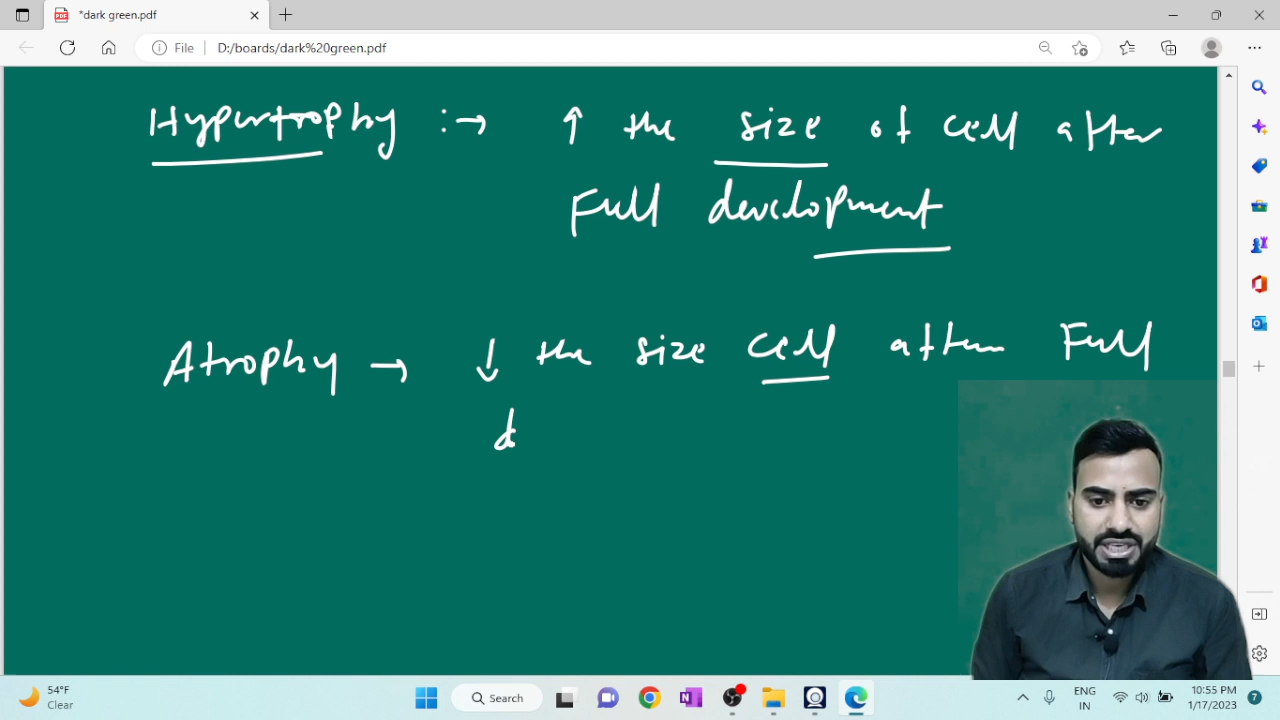 *dark green.pdf
File D:/boards/dark%20green.pdf
Hypertrophy :→ ↑ the size of cell after
Full development
Atrophy → ↓ the size cell after Full
d
54°F
Clear
Search
ENG
IN
10:55 PM
1/17/2023
7